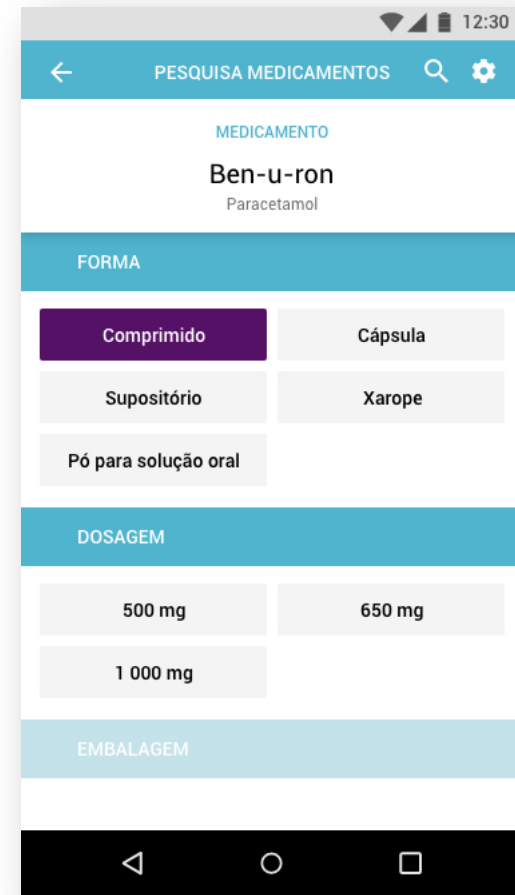 12:30
PESQUISA MEDICAMENTOS
MEDICAMENTO
Ben-u-ron
Paracetamol
FORMA
Comprimido Cápsula
Supositório Xarope
Pó para solução oral
DOSAGEM
500 mg 650 mg
1 000 mg
EMBALAGEM